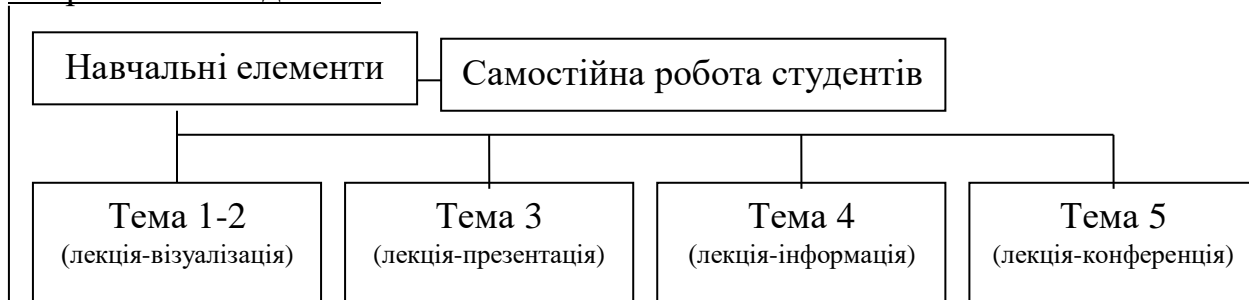 Навчальні елементи
Самостійна робота студентів
Тема 1-2
(лекція-візуалізація)
Тема 3
(лекція-презентація)
Тема 4
(лекція-інформація)
Тема 5
(лекція-конференція)